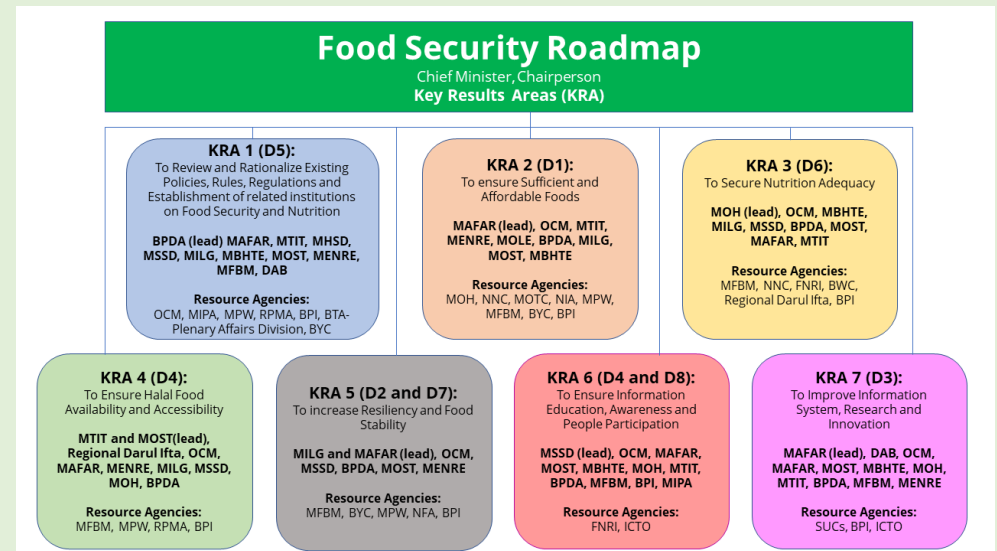 Food Security Roadmap
Chief Minister, Chairperson
Key Results Areas (KRA)
KRA 1 (D5):
To Review and Rationalize Existing
Policies, Rules, Regulations and
Establishment of related institutions
on Food Security and Nutrition
BPDA (lead) MAFAR, MTIT, MHSD,
MSSD, MILG, MBHTE, MOST, MENRE,
MFBM, DAB
Resource Agencies:
OCM, MIPA, MPW, RPMA, BPI, BTA-
Plenary Affairs Division, BYC
KRA 2 (D1):
To ensure Sufficient and
Affordable Foods
MAFAR (lead), OCM, MTIT,
MENRE, MOLE, BPDA, MILG,
MOST, MBHTE
Resource Agencies:
MOH, NNC, MOTC, NIA, MPW,
MFBM, BYC, BPI
KRA 3 (D6):
To Secure Nutrition Adequacy
MOH (lead), OCM, MBHTE,
MILG, MSSD, BPDA, MOST,
MAFAR, MTIT
Resource Agencies:
MFBM, NNC, FNRI, BWC,
Regional Darul Ifta, BPI
KRA 4 (D4):
To Ensure Halal Food
Availability and Accessibility
MTIT and MOST(lead),
Regional Darul Ifta, OCM,
MAFAR, MENRE, MILG, MSSD,
MOH, BPDA
Resource Agencies:
MFBM, MPW, RPMA, BPI
KRA 5 (D2 and D7):
To increase Resiliency and Food
Stability
MILG and MAFAR (lead), OCM,
MSSD, BPDA, MOST, MENRE
Resource Agencies:
MFBM, BYC, MPW, NFA, BPI
KRA 6 (D4 and D8):
To Ensure Information
Education, Awareness and
People Participation
MSSD (lead), OCM, MAFAR,
MOST, MBHTE, MOH, MTIT,
BPDA, MFBM, BPI, MIPA
Resource Agencies:
FNRI, ICTO
KRA 7 (D3):
To Improve Information
System, Research and
Innovation
MAFAR (lead), DAB, OCM,
MAFAR, MOST, MBHTE, MOH,
MTIT, BPDA, MFBM, MENRE
Resource Agencies:
SUCs, BPI, ICTO